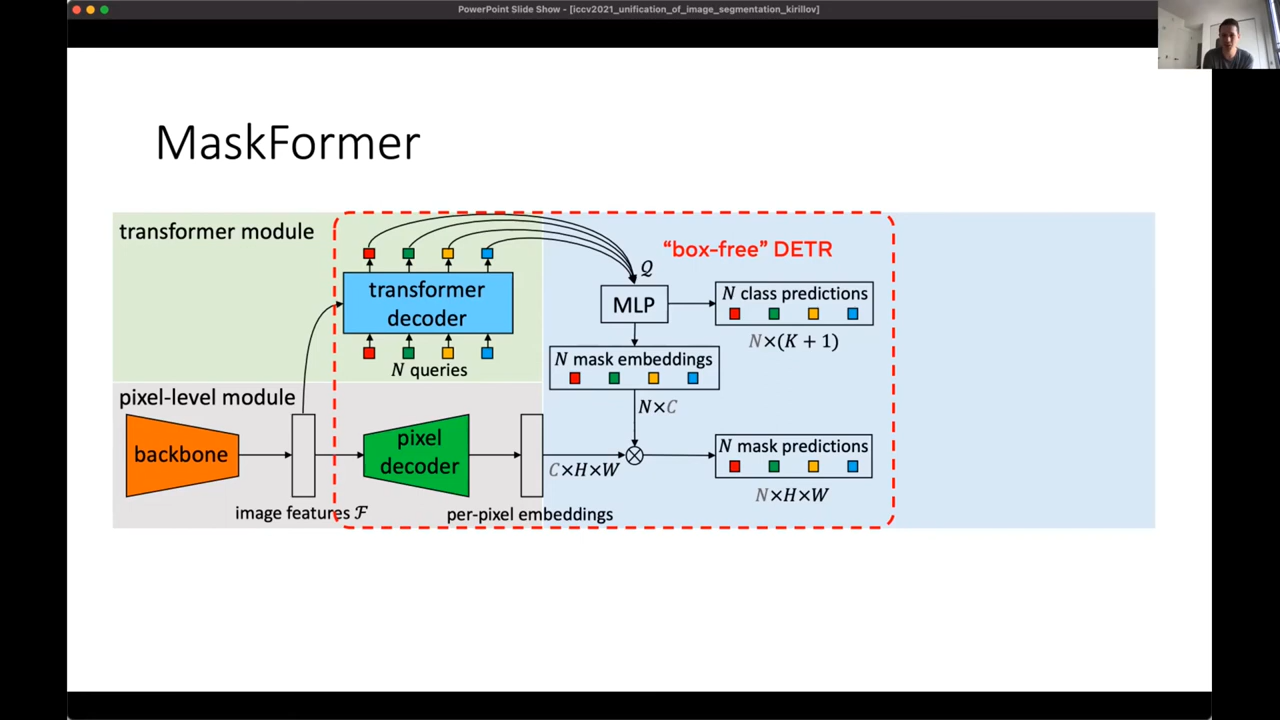 PowerPoint Slide Show - [iccv2021_unification_of_image_segmentation_kirillov]
MaskFormer
transformer module
“box-free” DETR
Q
transformer
decoder
MLP
N class predictions
N×(K + 1)
N queries
N mask embeddings
N×C
pixel-level module
backbone
pixel
decoder
C×H×W
N mask predictions
N×H×W
image features ℱ
per-pixel embeddings